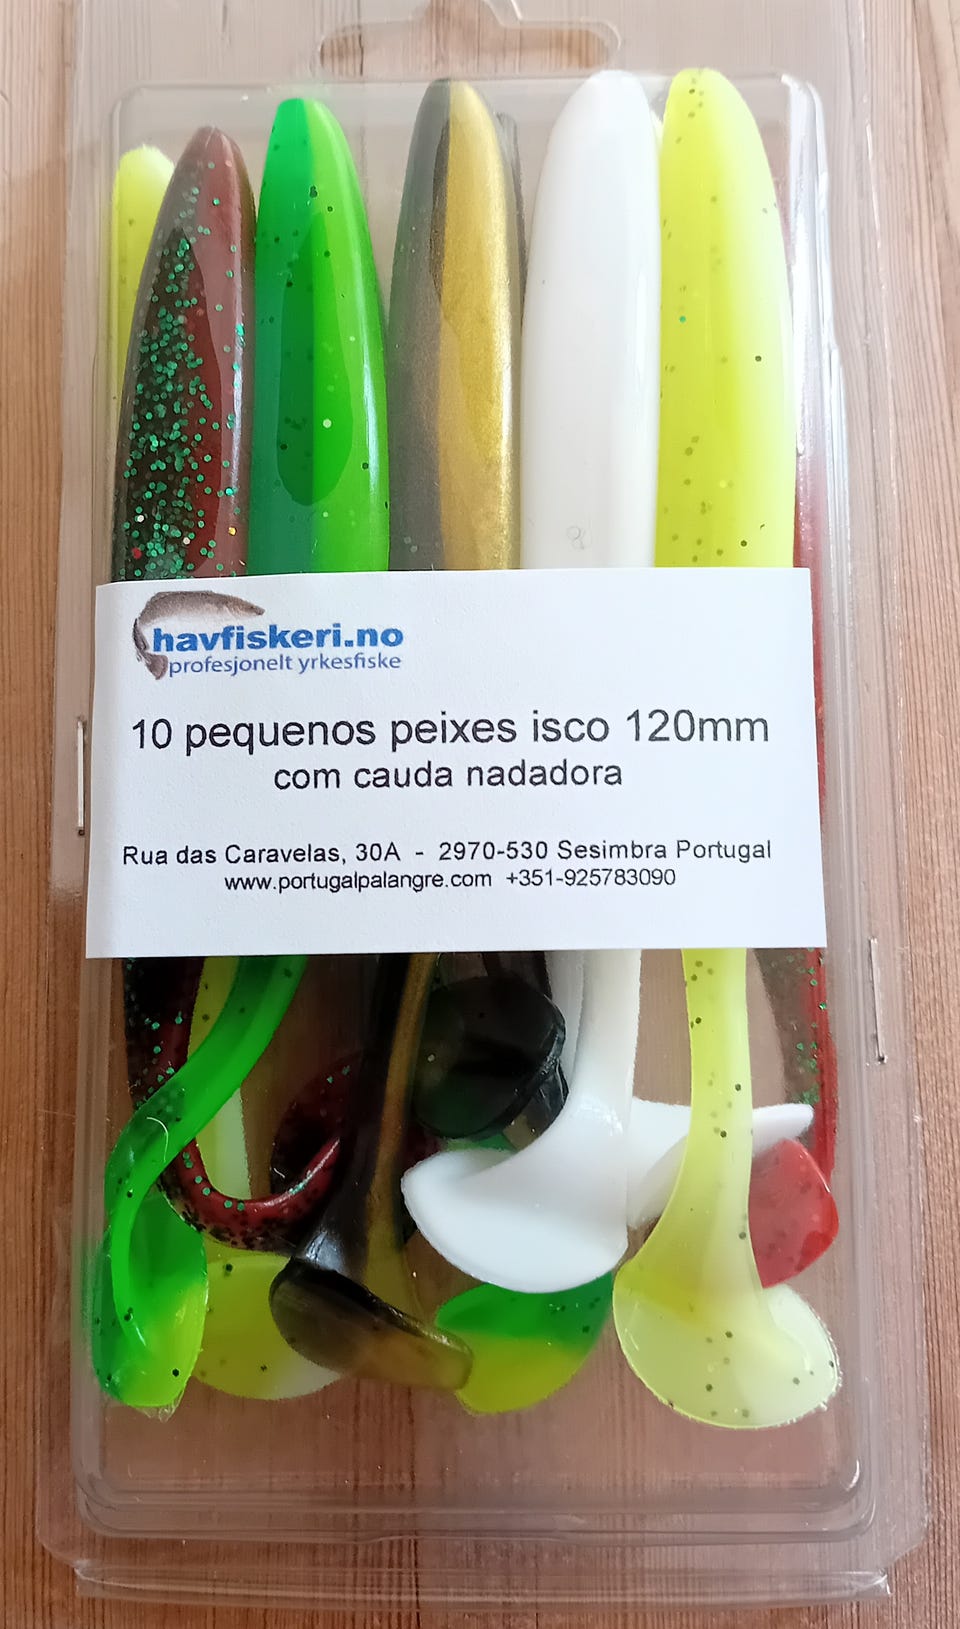 havfiskeri.no
profesjonelt yrkesfiske
10 pequenos peixes isco 120mm
com cauda nadadora
Rua das Caravelas, 30A - 2970-530 Sesimbra Portugal
www.portugalpalangre.com +351-925783090